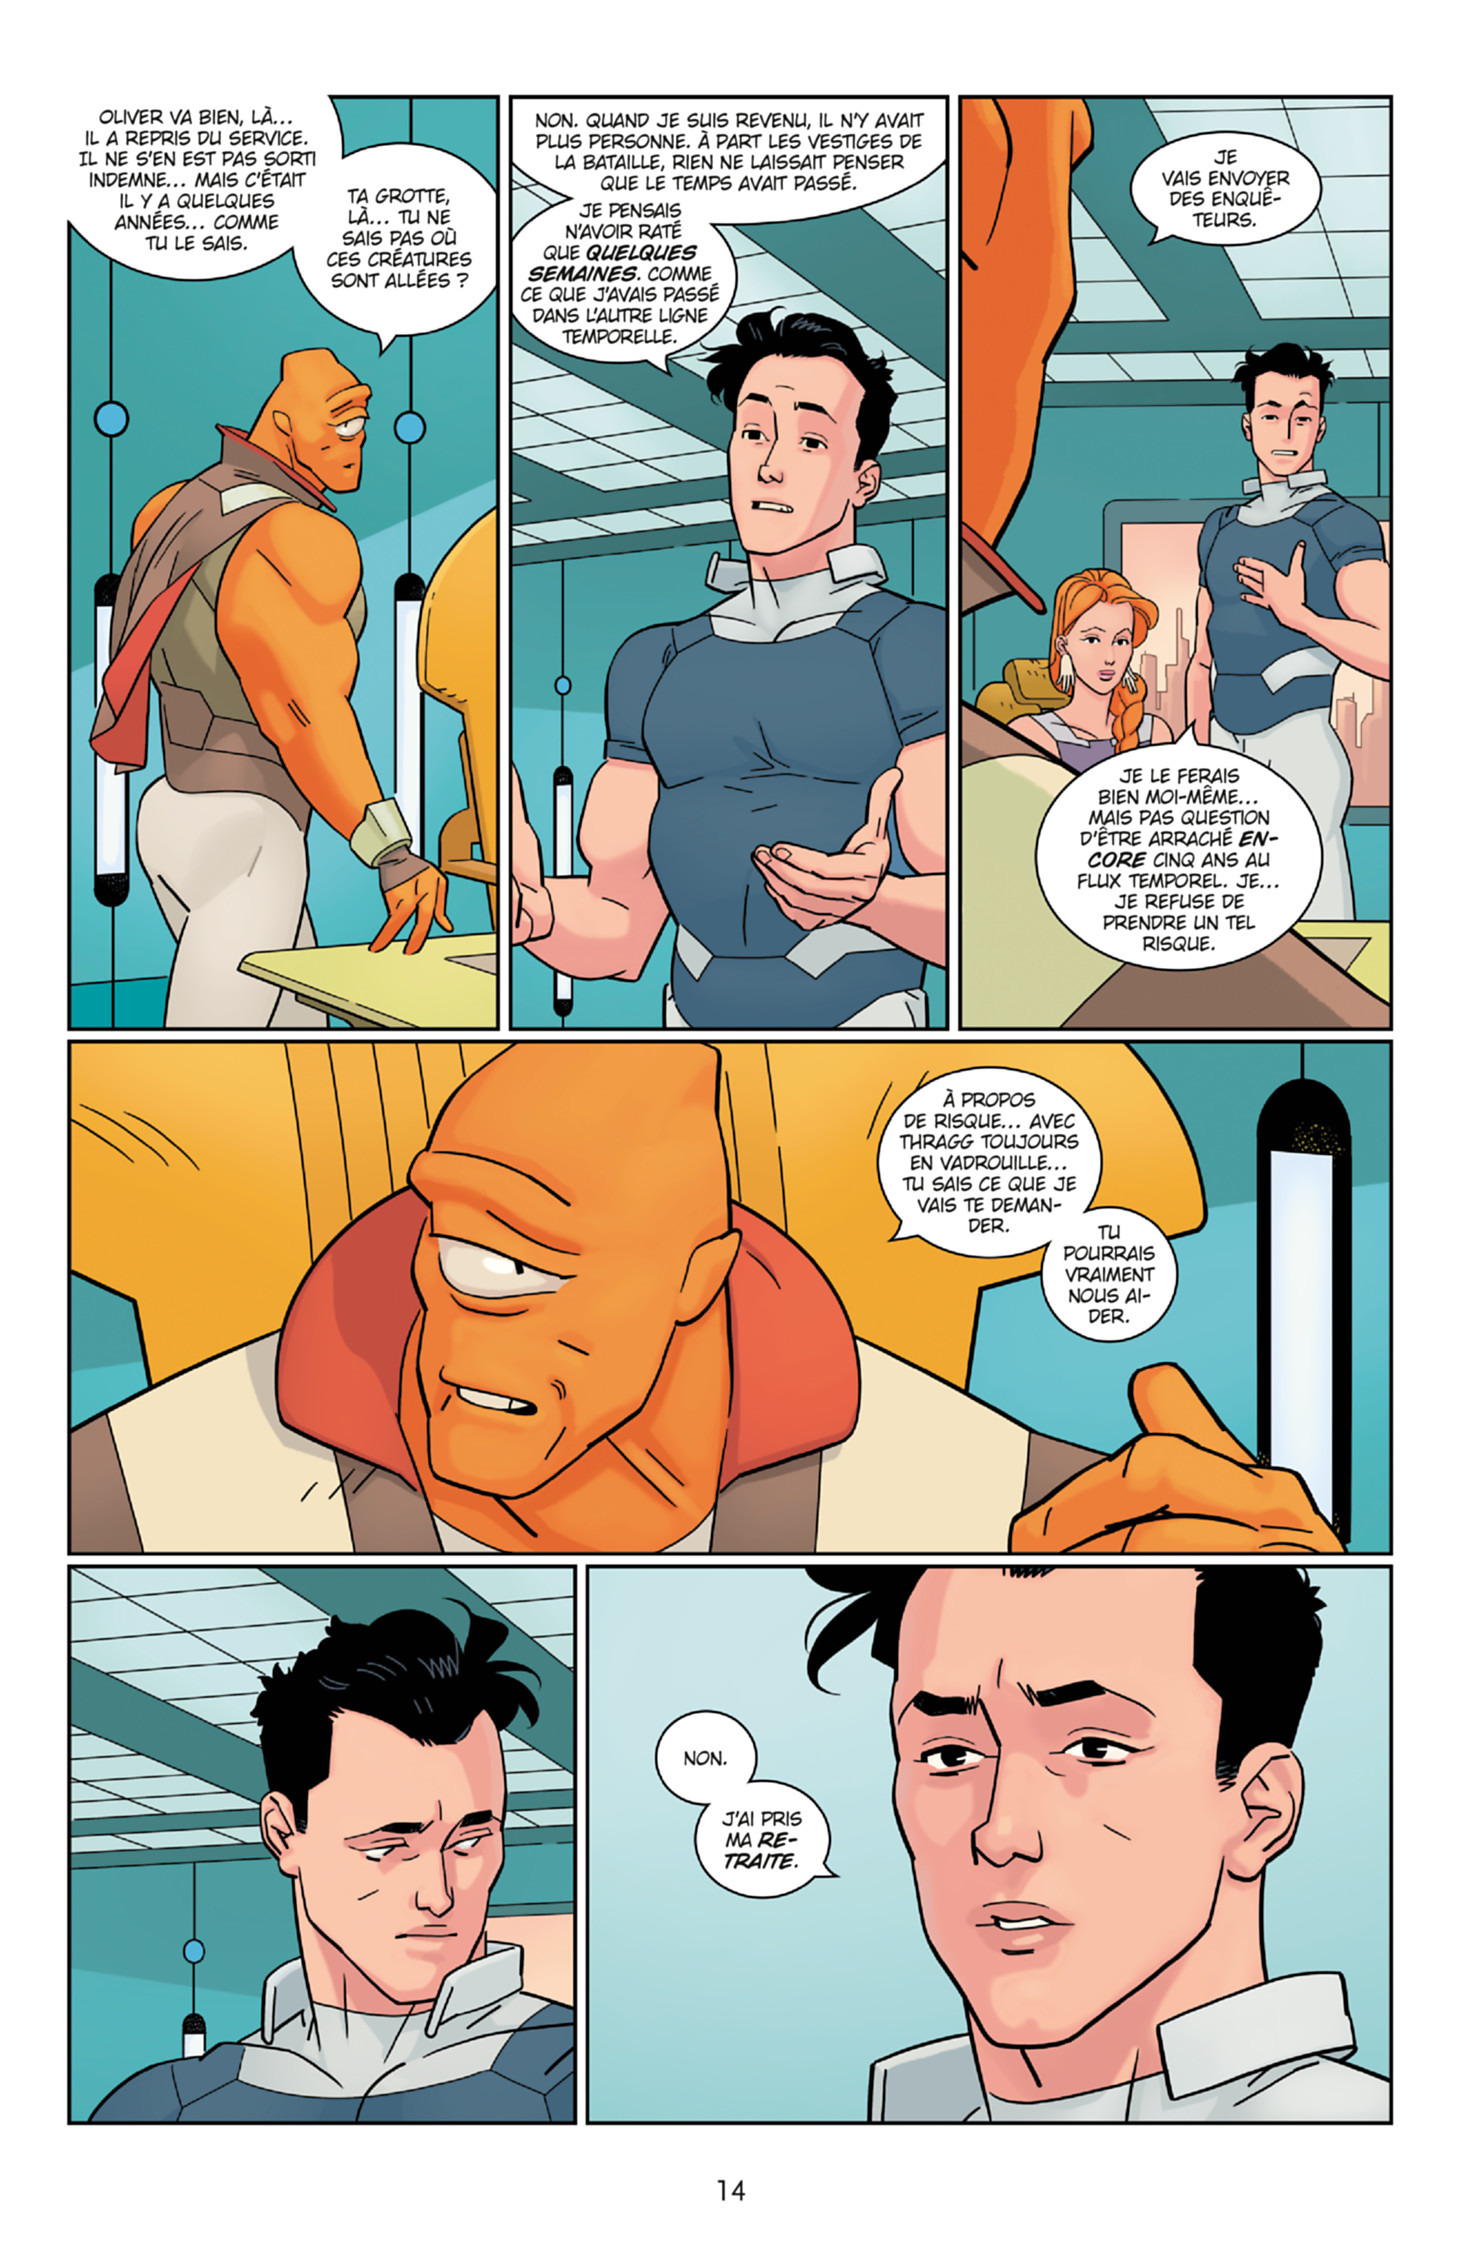 OLIVER VA BIEN, LÀ...
IL A REPRIS DU SERVICE.
IL NE S'EN EST PAS SORTI
INDEMNE... MAIS C'ÉTAIT
IL Y A QUELQUES
ANNÉES... COMME
TU LE SAIS.
TA GROTTE,
LÀ... TU NE
SAIS PAS OÙ
CES CRÉATURES
SONT ALLÉES ?
NON. QUAND JE SUIS REVENU, IL N'Y AVAIT
PLUS PERSONNE. À PART LES VESTIGES DE
LA BATAILLE, RIEN NE LAISSAIT PENSER
QUE LE TEMPS AVAIT PASSÉ.
JE PENSAIS
N'AVOIR RATÉ
QUE QUELQUES
SEMAINES. COMME
CE QUE J'AVAIS PASSÉ
DANS L'AUTRE LIGNE
TEMPORELLE.
JE
VAIS ENVOYER
DES ENQUÊ-
TEURS.
JE LE FERAIS
BIEN MOI-MÊME...
MAIS PAS QUESTION
D'ÊTRE ARRACHÉ EN-
CORE CINQ ANS AU
FLUX TEMPOREL. JE...
JE REFUSE DE
PRENDRE UN TEL
RISQUE.
À PROPOS
DE RISQUE... AVEC
THRAGG TOUJOURS
EN VADROUILLE...
TU SAIS CE QUE JE
VAIS TE DEMAN-
DER.
TU
POURRAIS
VRAIMENT
NOUS AI-
DER.
NON.
J'AI PRIS
MA RE-
TRAITE.
14